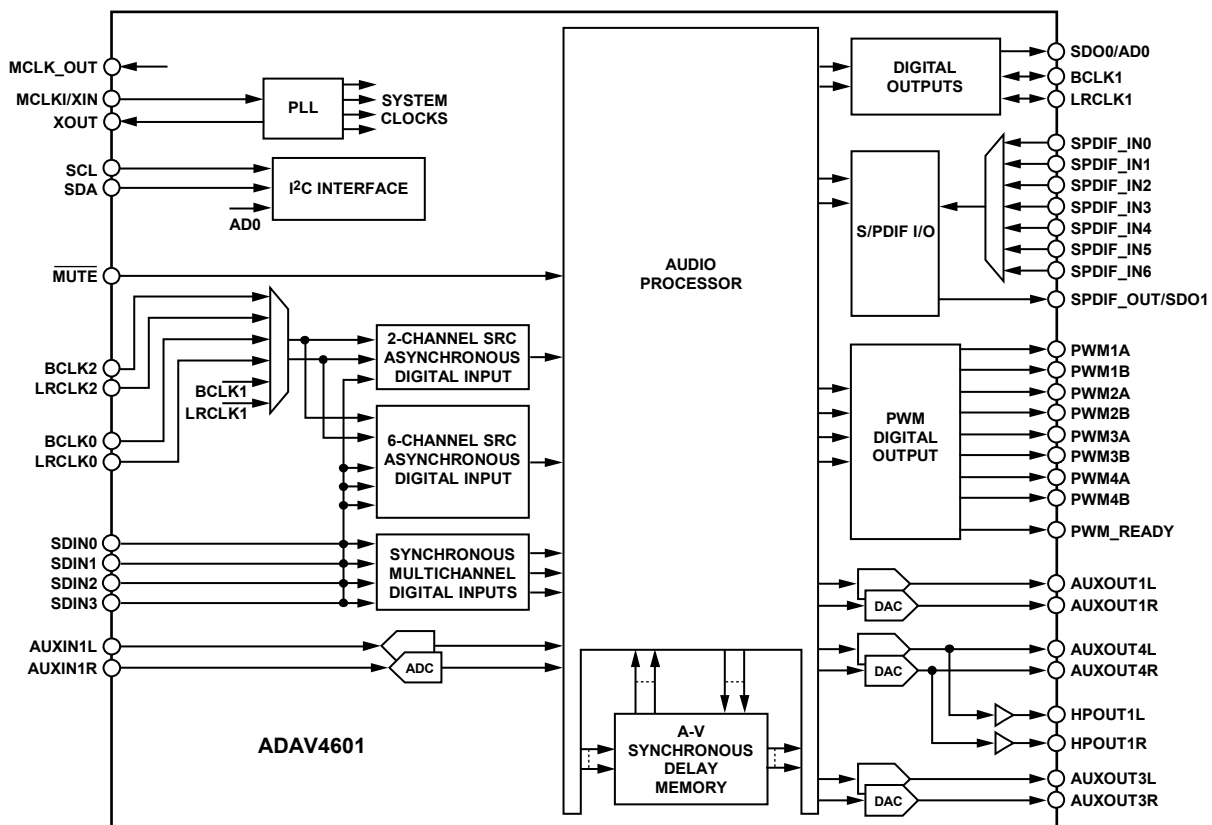 MCLK_OUT
MCLKI/XIN
XOUT
PLL
SYSTEM
CLOCKS
SCL
SDA
I2C INTERFACE
AD0
MUTE
BCLK2
LRCLK2
BCLK1
LRCLK1
BCLK0
LRCLK0
2-CHANNEL SRC
ASYNCHRONOUS
DIGITAL INPUT
6-CHANNEL SRC
ASYNCHRONOUS
DIGITAL INPUT
SDIN0
SDIN1
SDIN2
SDIN3
SYNCHRONOUS
MULTICHANNEL
DIGITAL INPUTS
AUXIN1L
AUXIN1R
ADC
ADAV4601
AUDIO
PROCESSOR
A-V
SYNCHRONOUS
DELAY
MEMORY
DIGITAL
OUTPUTS
SDO0/AD0
BCLK1
LRCLK1
S/PDIF I/O
SPDIF_IN0
SPDIF_IN1
SPDIF_IN2
SPDIF_IN3
SPDIF_IN4
SPDIF_IN5
SPDIF_IN6
SPDIF_OUT/SDO1
PWM
DIGITAL
OUTPUT
PWM1A
PWM1B
PWM2A
PWM2B
PWM3A
PWM3B
PWM4A
PWM4B
PWM_READY
DAC
AUXOUT1L
AUXOUT1R
DAC
AUXOUT4L
AUXOUT4R
HPOUT1L
HPOUT1R
DAC
AUXOUT3L
AUXOUT3R